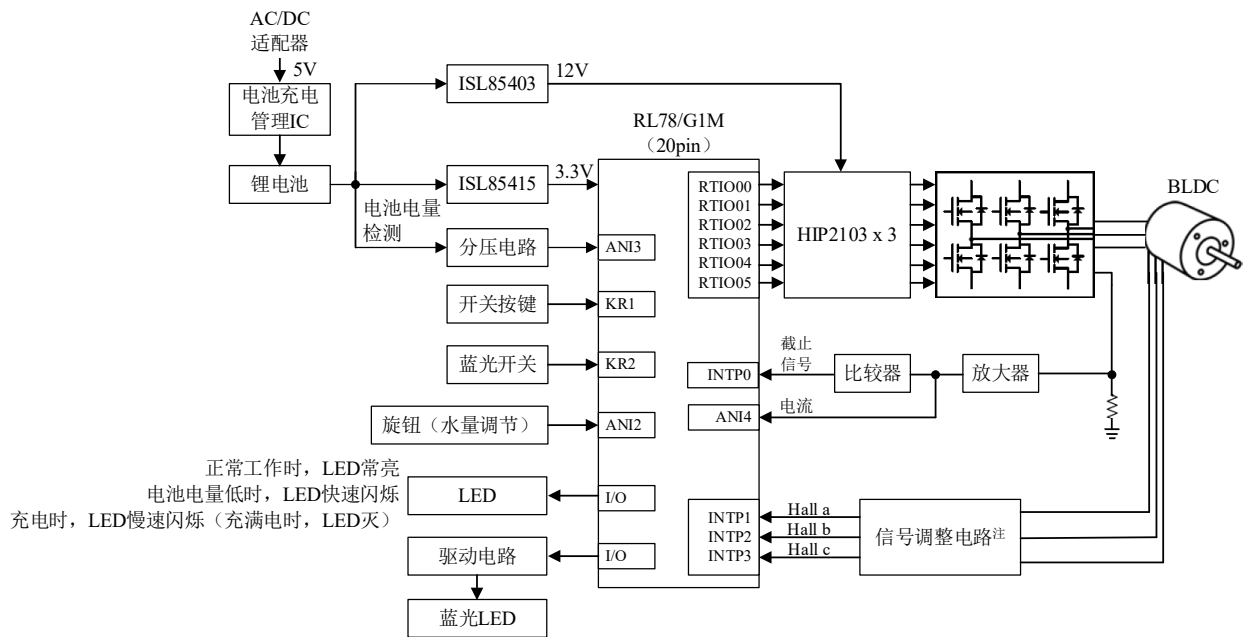 AC/DC
适配器
5V
电池充电
管理IC
锂电池
ISL85403
12V
ISL85415
3.3V
电池电量
检测
分压电路
开关按键
蓝光开关
旋钮（水量调节）
正常工作时，LED常亮
电池电量低时，LED快速闪烁
充电时，LED慢速闪烁（充满电时，LED灭）
LED
驱动电路
蓝光LED
RL78/G1M
（20pin）
ANI3
KR1
KR2
ANI2
I/O
I/O
RTIO00
RTIO01
RTIO02
RTIO03
RTIO04
RTIO05
INTP0
ANI4
INTP1
INTP2
INTP3
HIP2103 x 3
BLDC
截止
信号
比较器
放大器
电流
Hall a
Hall b
Hall c
信号调整电路注